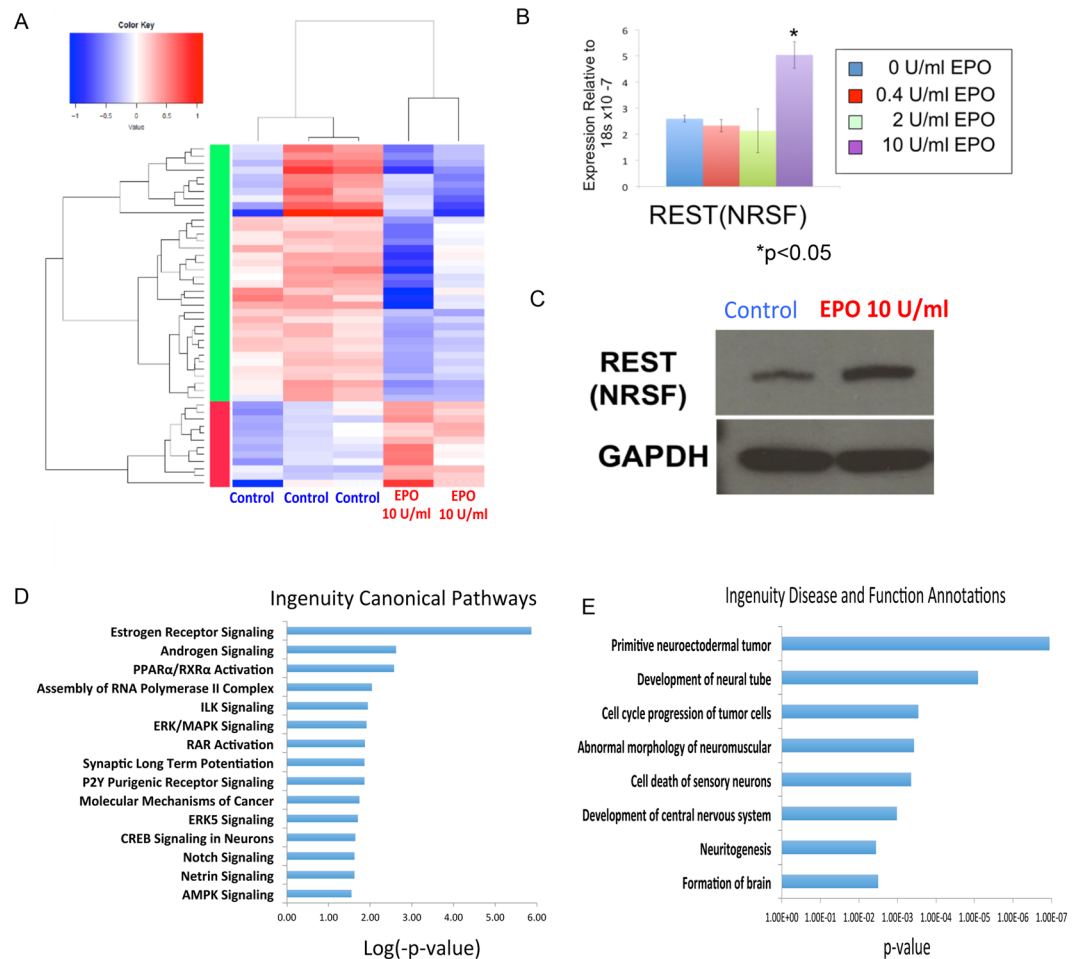 A
Color Key
−1
−0.5
0
0.5
1
Value
Control
Control
Control
EPO
10 U/ml
EPO
10 U/ml
B
Expression Relative to
18s x10 -7
6
5
4
3
2
1
0
*
REST(NRSF)
*p<0.05
0 U/ml EPO
0.4 U/ml EPO
2 U/ml EPO
10 U/ml EPO
C
Control
EPO 10 U/ml
REST
(NRSF)
GAPDH
D
Ingenuity Canonical Pathways
Estrogen Receptor Signaling
Androgen Signaling
PPARα/RXRα Activation
Assembly of RNA Polymerase II Complex
ILK Signaling
ERK/MAPK Signaling
RAR Activation
Synaptic Long Term Potentiation
P2Y Purigenic Receptor Signaling
Molecular Mechanisms of Cancer
ERK5 Signaling
CREB Signaling in Neurons
Notch Signaling
Netrin Signaling
AMPK Signaling
0.00 1.00 2.00 3.00 4.00 5.00 6.00
Log(-p-value)
E
Ingenuity Disease and Function Annotations
Primitive neuroectodermal tumor
Development of neural tube
Cell cycle progression of tumor cells
Abnormal morphology of neuromuscular
Cell death of sensory neurons
Development of central nervous system
Neuritogenesis
Formation of brain
1.00E+00 1.00E-01 1.00E-02 1.00E-03 1.00E-04 1.00E-05 1.00E-06 1.00E-07
p-value